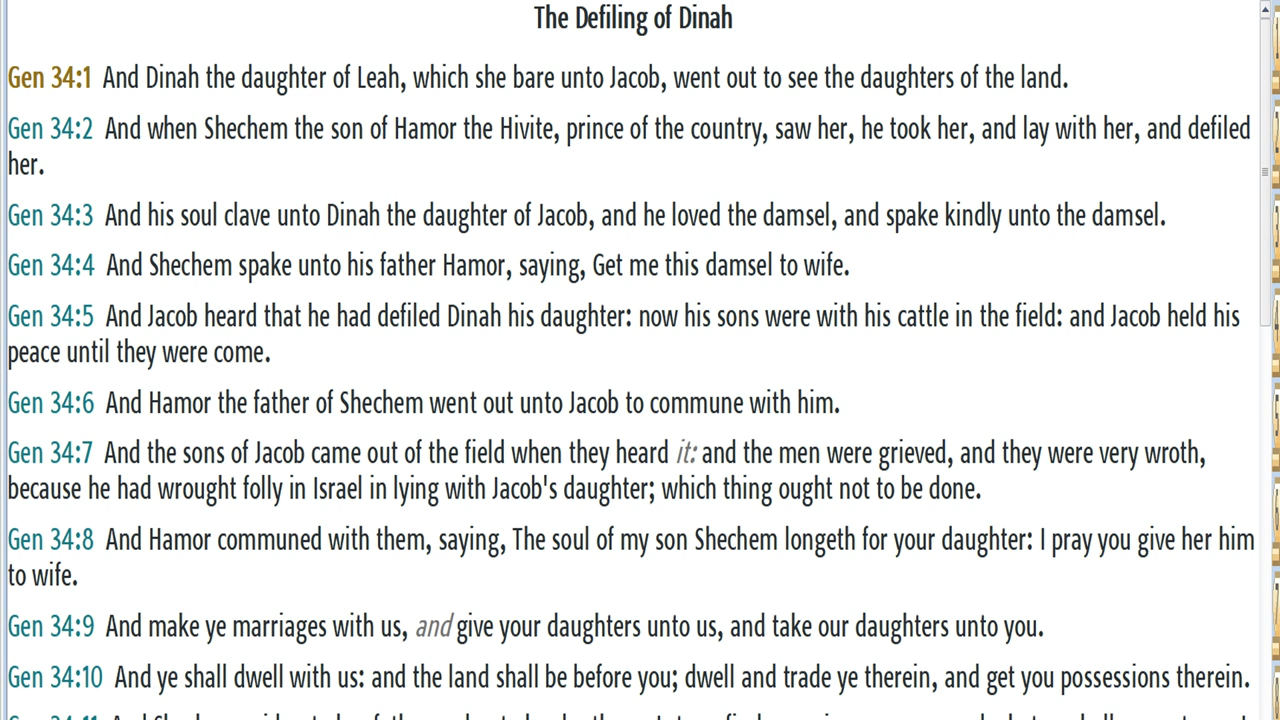 The Defiling of Dinah
Gen 34:1 And Dinah the daughter of Leah, which she bare unto Jacob, went out to see the daughters of the land.
Gen 34:2 And when Shechem the son of Hamor the Hivite, prince of the country, saw her, he took her, and lay with her, and defiled
her.
Gen 34:3 And his soul clave unto Dinah the daughter of Jacob, and he loved the damsel, and spake kindly unto the damsel.
Gen 34:4 And Shechem spake unto his father Hamor, saying, Get me this damsel to wife.
Gen 34:5 And Jacob heard that he had defiled Dinah his daughter: now his sons were with his cattle in the field: and Jacob held his
peace until they were come.
Gen 34:6 And Hamor the father of Shechem went out unto Jacob to commune with him.
Gen 34:7 And the sons of Jacob came out of the field when they heard it: and the men were grieved, and they were very wroth,
because he had wrought folly in Israel in lying with Jacob's daughter; which thing ought not to be done.
Gen 34:8 And Hamor communed with them, saying, The soul of my son Shechem longeth for your daughter: I pray you give her him
to wife.
Gen 34:9 And make ye marriages with us, and give your daughters unto us, and take our daughters unto you.
Gen 34:10 And ye shall dwell with us: and the land shall be before you; dwell and trade ye therein, and get you possessions therein.